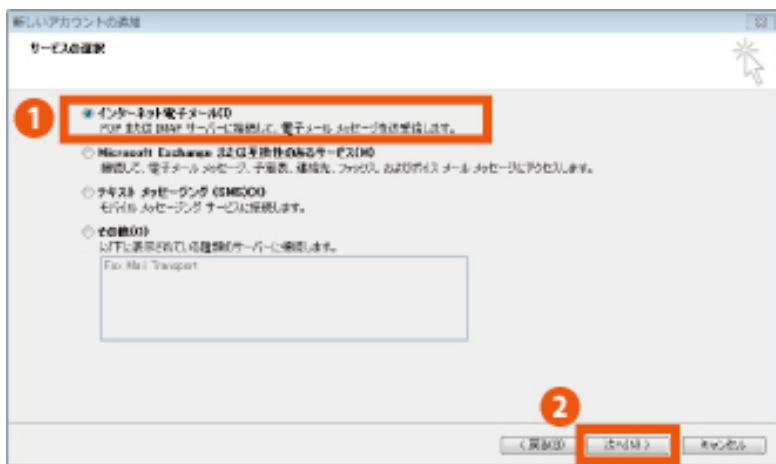 新しいアカウントの追加
サービスの選択
1
インターネット電子メール(I)
POP または IMAP サーバーに接続して、電子メール メッセージを送受信します。
Microsoft Exchange または互換性のあるサービス(M)
接続して、電子メール メッセージ、予定表、連絡先、ファックス、およびボイス メール メッセージにアクセスします。
テキスト メッセージング (SMS)(X)
モバイル メッセージング サービスに接続します。
その他(O)
以下に表示されている種類のサーバーに接続します。
Fax Mail Transport
2
< 戻る(B)
次へ(N) >
キャンセル